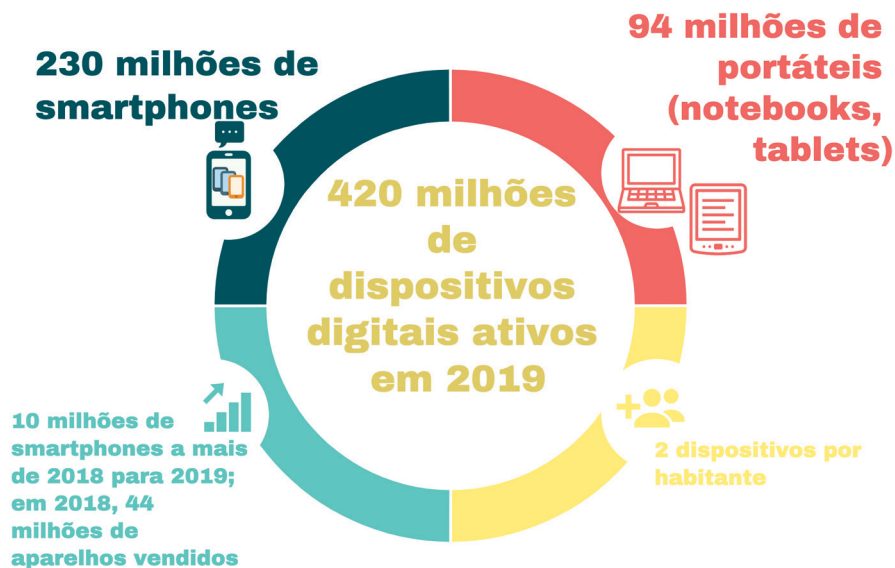 230 milhões de
smartphones
94 milhões de
portáteis
(notebooks,
tablets)
420 milhões
de
dispositivos
digitais ativos
em 2019
10 milhões de
smartphones a mais
de 2018 para 2019;
em 2018, 44
milhões de
aparelhos vendidos
2 dispositivos por
habitante